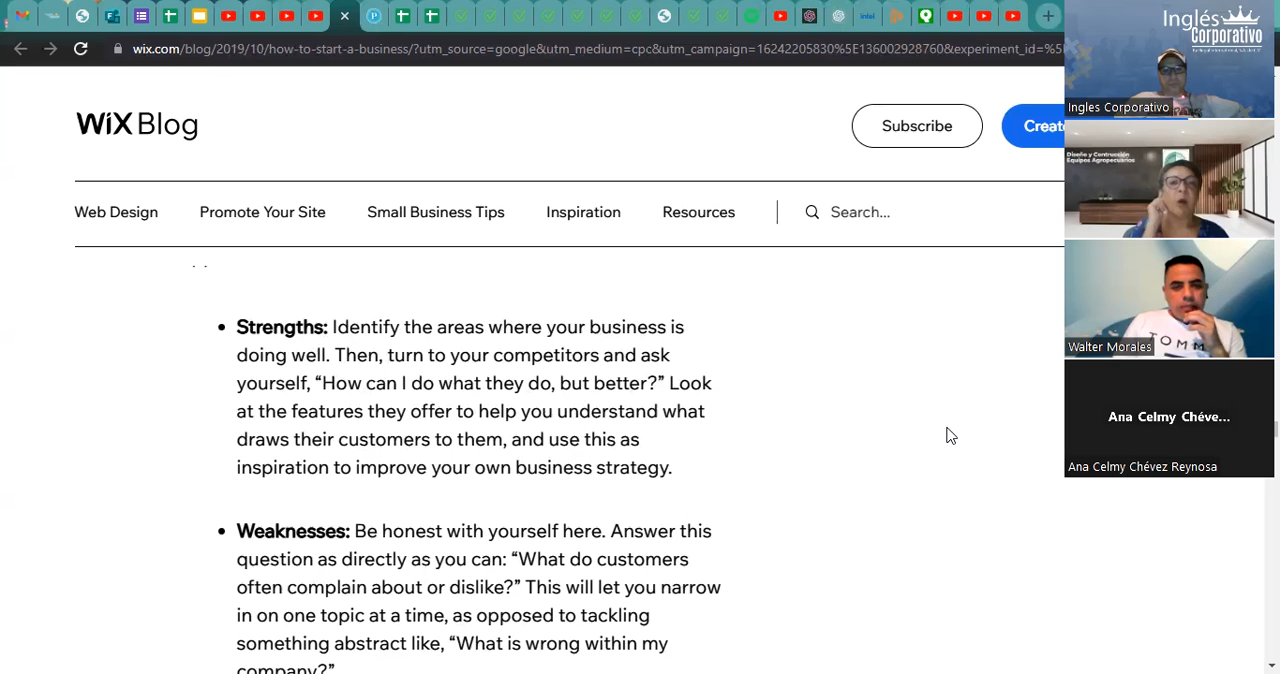 wix.com/blog/2019/10/how-to-start-a-business/?utm_source=google&utm_medium=cpc&utm_campaign=16242205830%5E136002928760&experiment_id=%5
WiX Blog
Subscribe
Create
Web Design
Promote Your Site
Small Business Tips
Inspiration
Resources
Search...
• Strengths: Identify the areas where your business is
doing well. Then, turn to your competitors and ask
yourself, “How can I do what they do, but better?” Look
at the features they offer to help you understand what
draws their customers to them, and use this as
inspiration to improve your own business strategy.
• Weaknesses: Be honest with yourself here. Answer this
question as directly as you can: “What do customers
often complain about or dislike?” This will let you narrow
in on one topic at a time, as opposed to tackling
something abstract like, “What is wrong within my
company?”
Inglés
Corporativo
Ingles Corporativo
Diseño y Contrucción
Equipos Agropecuarios
TOMM
Walter Morales
Ana Celmy Chéve...
Ana Celmy Chévez Reynosa